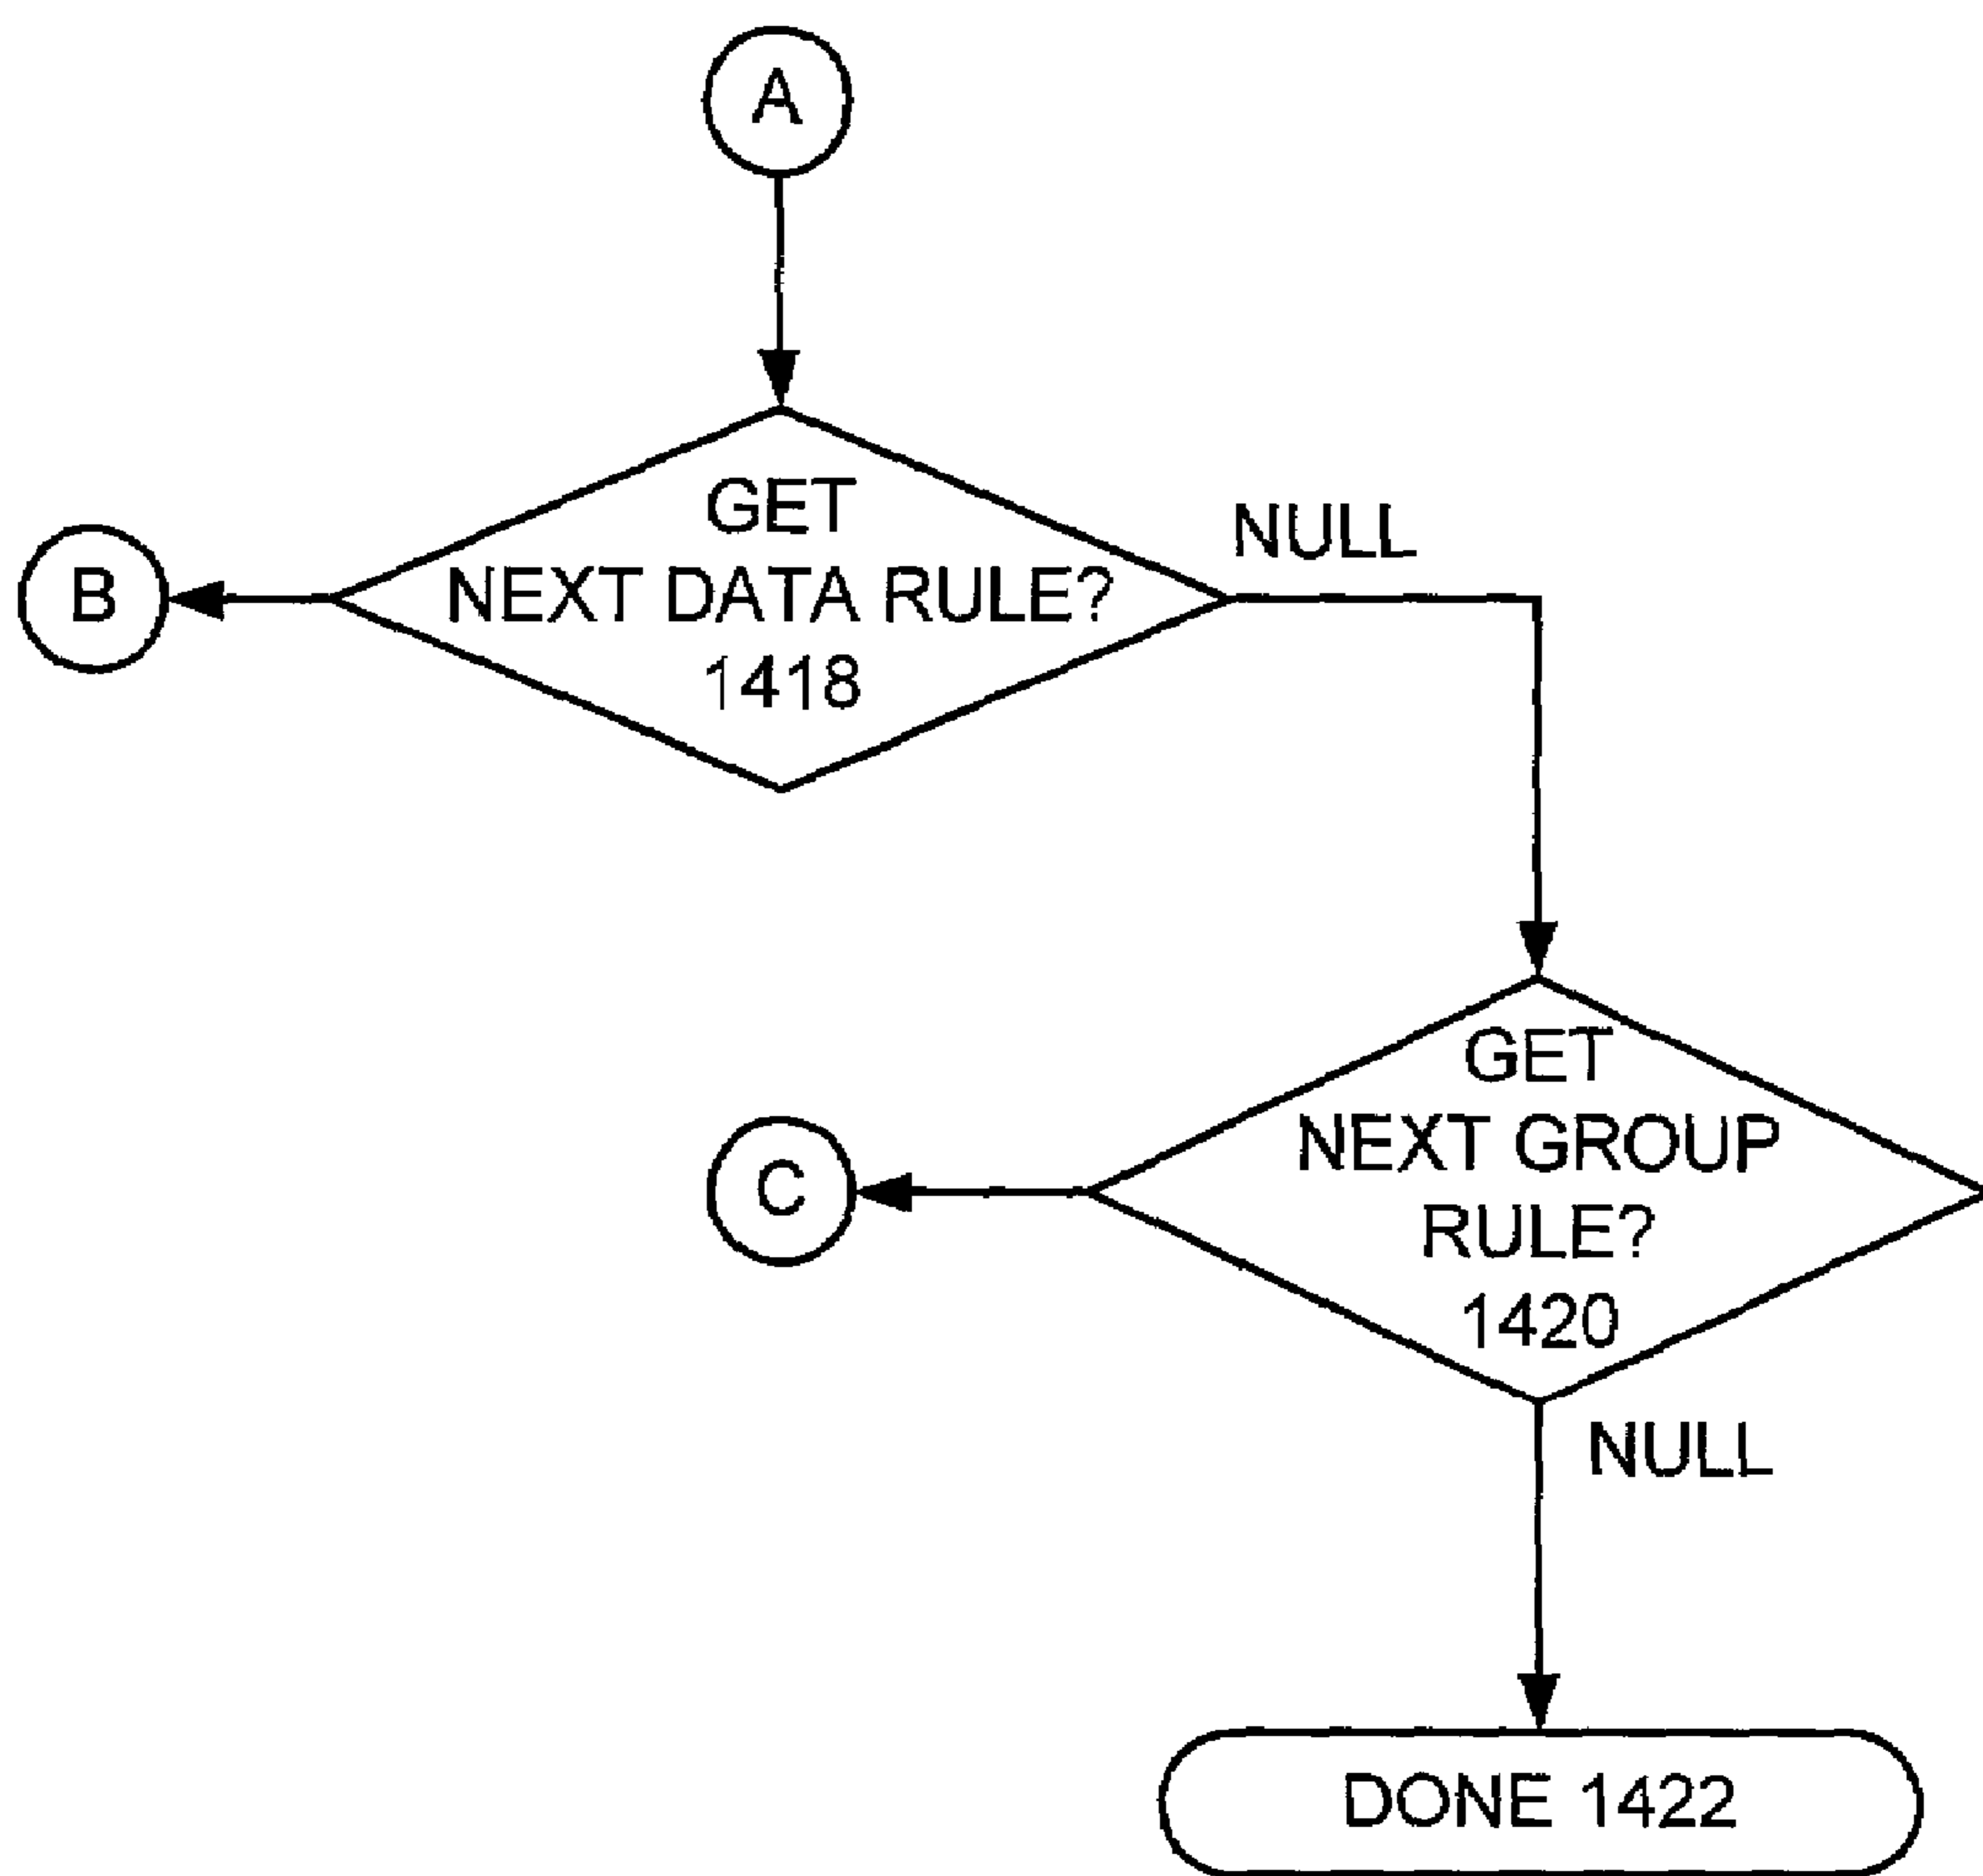 A
GET
NEXT DATA RULE?
1418
NULL
B
GET
NEXT GROUP
RULE?
1420
C
NULL
DONE 1422